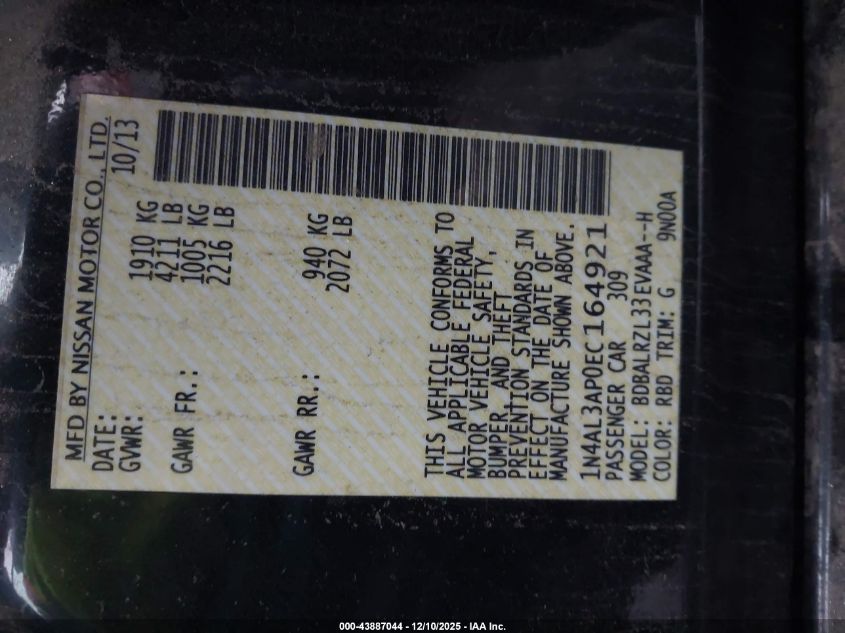 MFD BY NISSAN MOTOR CO., LTD.
DATE: 10/13
GVWR: 1910 KG
4211 LB
GAWR FR.: 1005 KG
2216 LB
GAWR RR.: 940 KG
2072 LB
THIS VEHICLE CONFORMS TO
ALL APPLICABLE FEDERAL
MOTOR VEHICLE SAFETY,
BUMPER, AND THEFT
PREVENTION STANDARDS IN
EFFECT ON THE DATE OF
MANUFACTURE SHOWN ABOVE.
1N4AL3AP0EC164921
PASSENGER CAR 309
MODEL: BDBALRZL33EVAAA--H
COLOR: RBD TRIM: G 9N00A
000-43887044 - 12/10/2025 - IAA Inc.